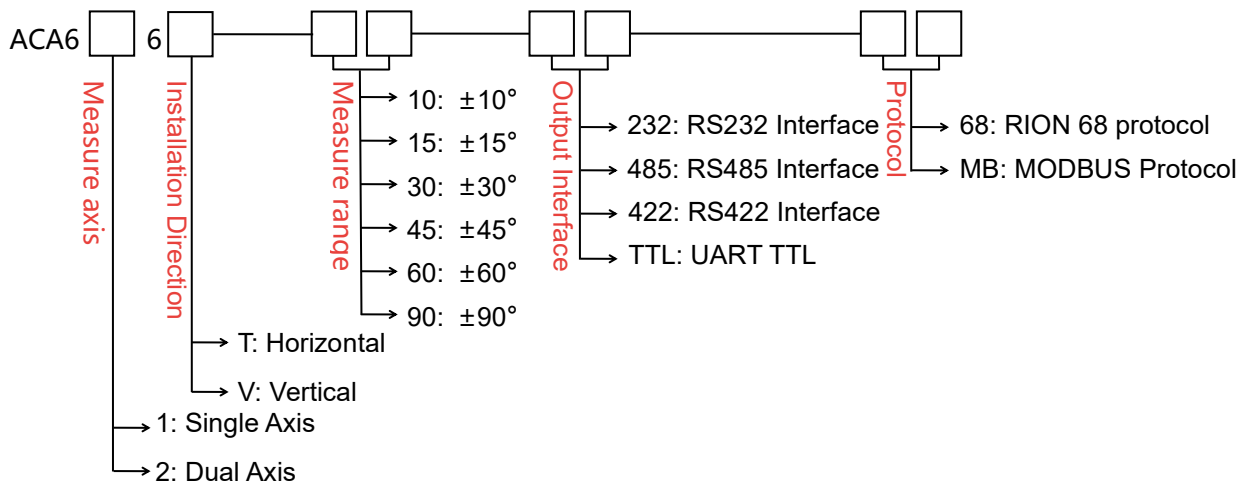 ACA6 6
Measure axis
Installation Direction
Measure range
Output Interface
Protocol
10: ±10°
15: ±15°
30: ±30°
45: ±45°
60: ±60°
90: ±90°
232: RS232 Interface
485: RS485 Interface
422: RS422 Interface
TTL: UART TTL
68: RION 68 protocol
MB: MODBUS Protocol
T: Horizontal
V: Vertical
1: Single Axis
2: Dual Axis